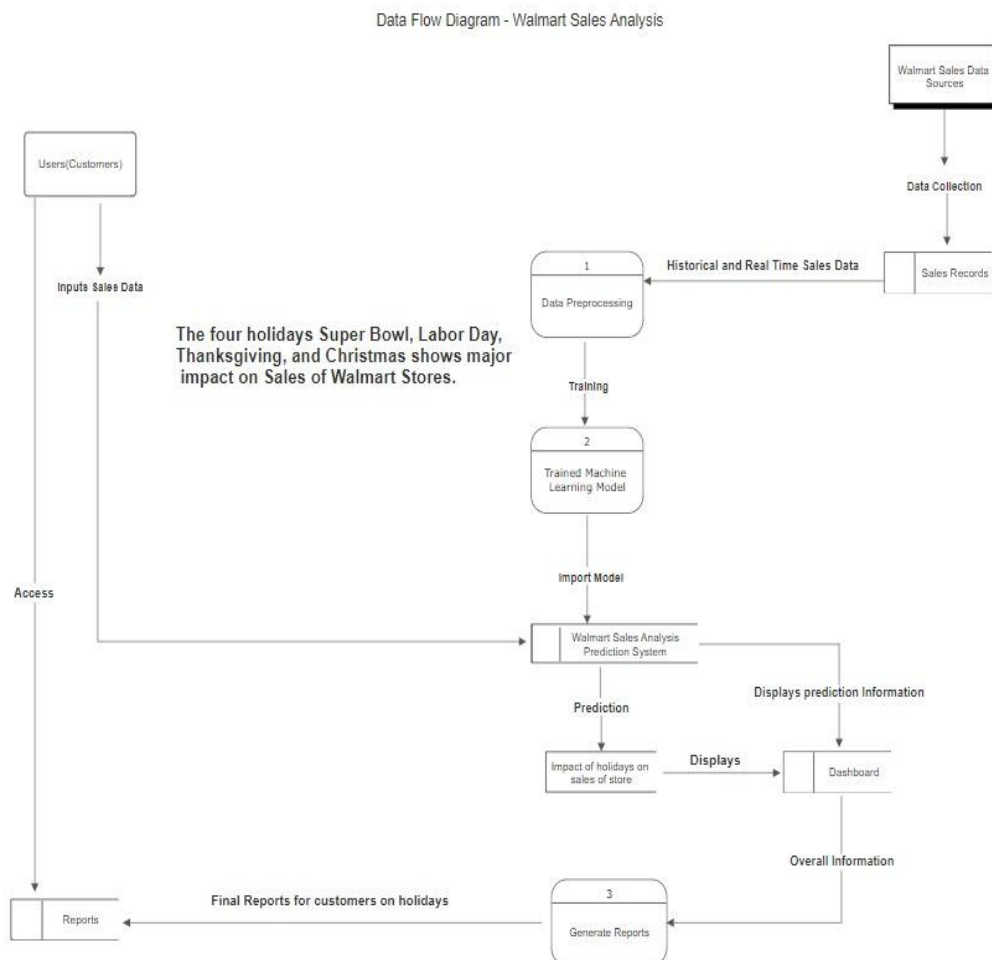 Data Flow Diagram - Walmart Sales Analysis
Walmart Sales Data
Sources
Users(Customers)
Data Collection
Inputs Sales Data
1
Data Preprocessing
Historical and Real Time Sales Data
Sales Records
The four holidays Super Bowl, Labor Day,
Thanksgiving, and Christmas shows major
impact on Sales of Walmart Stores.
Training
2
Trained Machine
Learning Model
Import Model
Access
Walmart Sales Analysis
Prediction System
Displays prediction Information
Prediction
Impact of holidays on
sales of store
Displays
Dashboard
Overall Information
3
Generate Reports
Final Reports for customers on holidays
Reports